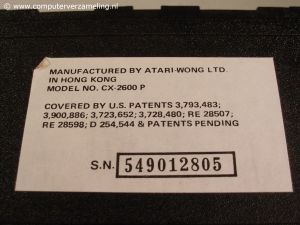 © www.computerverzameling.nl
MANUFACTURED BY ATARI-WONG LTD.
IN HONG KONG
MODEL NO. CX-2600 P
COVERED BY U.S. PATENTS 3,793,483;
3,900,886; 3,723,652; 3,728,480; RE 28507;
RE 28598; D 254,544 & PATENTS PENDING
S.N. 549012805